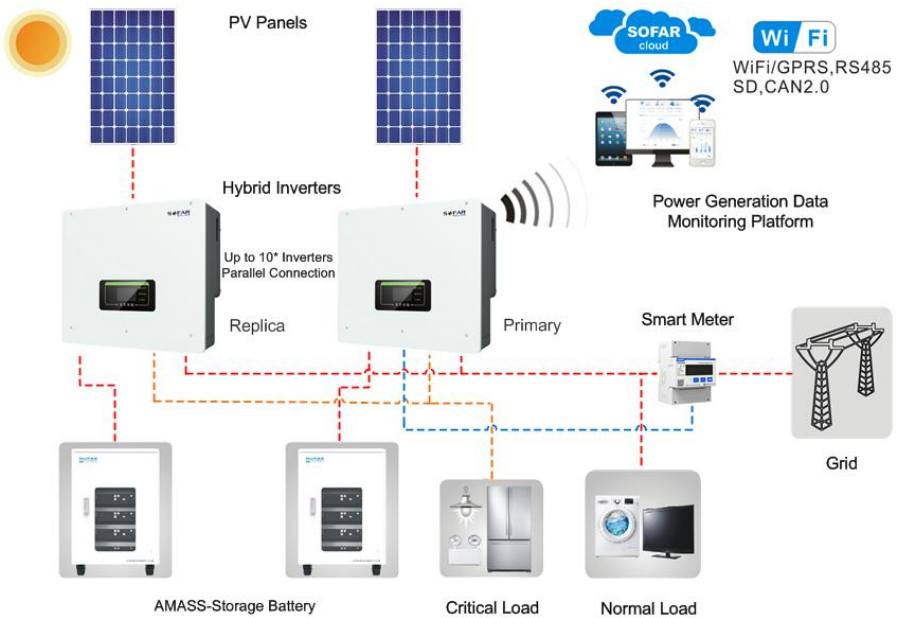 PV Panels
SOFAR
cloud
Wi Fi
WiFi/GPRS,RS485
SD,CAN2.0
Hybrid Inverters
Power Generation Data
Monitoring Platform
SOFAR
SOFAR
Up to 10* Inverters
Parallel Connection
Replica
Primary
Smart Meter
Grid
AMASS-Storage Battery
Critical Load
Normal Load